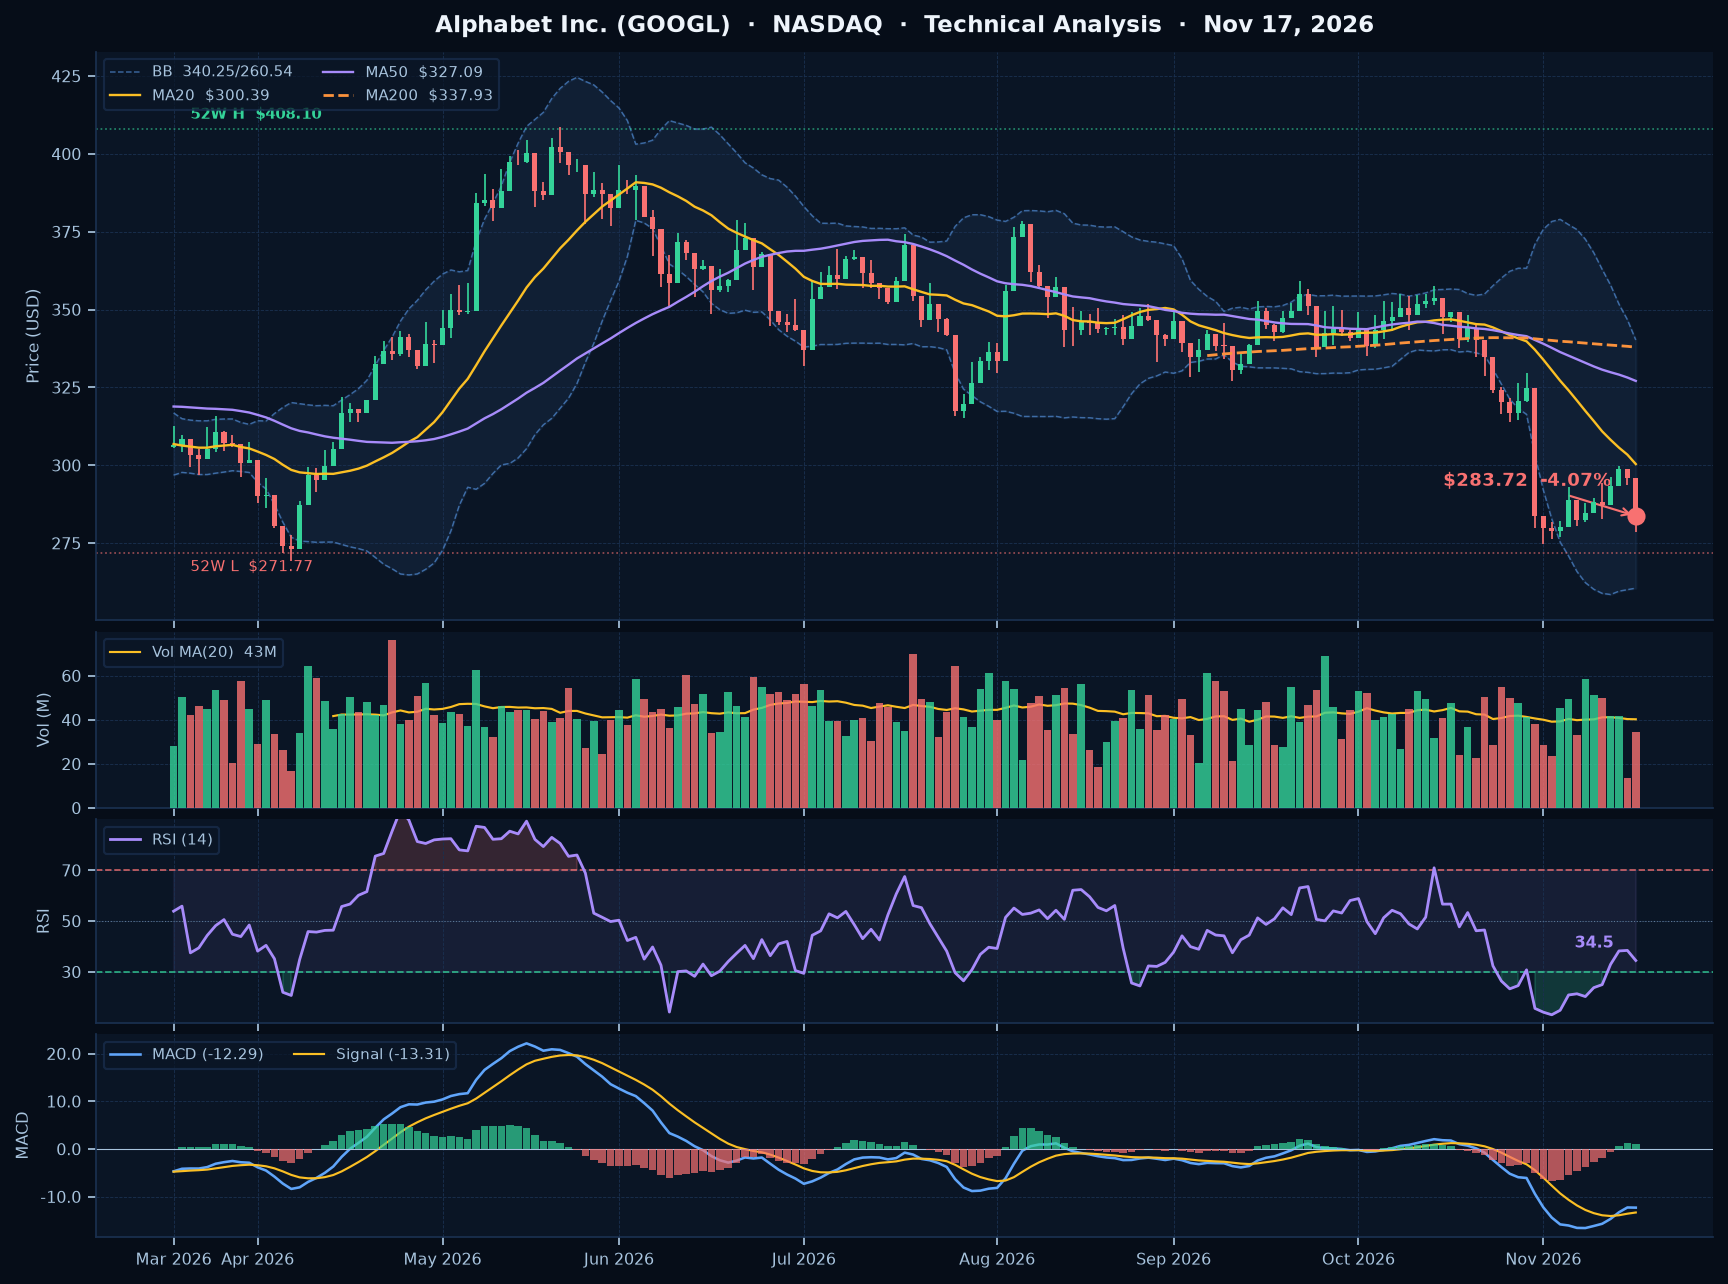 Alphabet Inc. (GOOGL)  ·  NASDAQ  ·  Technical Analysis  ·  Nov 17, 2026
BB  340.25/260.54
MA20  $300.39
MA50  $327.09
MA200  $337.93
52W H  $408.10
$283.72  -4.07%
52W L  $271.77
Price (USD)
425
400
375
350
325
300
275
Vol MA(20)  43M
Vol (M)
60
40
20
0
RSI (14)
RSI
70
50
30
34.5
MACD (-12.29)
Signal (-13.31)
MACD
20.0
10.0
0.0
-10.0
Mar 2026
Apr 2026
May 2026
Jun 2026
Jul 2026
Aug 2026
Sep 2026
Oct 2026
Nov 2026